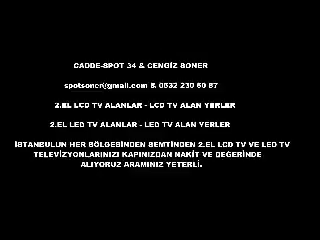 CADDE-SPOT 34 & CENGİZ SONER
spotsoner@gmail.com & 0532 230 60 87
2.EL LCD TV ALANLAR - LCD TV ALAN YERLER
2.EL LED TV ALANLAR - LED TV ALAN YERLER
İSTANBULUN HER BÖLGESİNDEN SEMTİNDEN 2.EL LCD TV VE LED TV
TELEVİZYONLARINIZI KAPINIZDAN NAKİT VE DEĞERİNDE
ALIYORUZ ARAMINIZ YETERLİ.